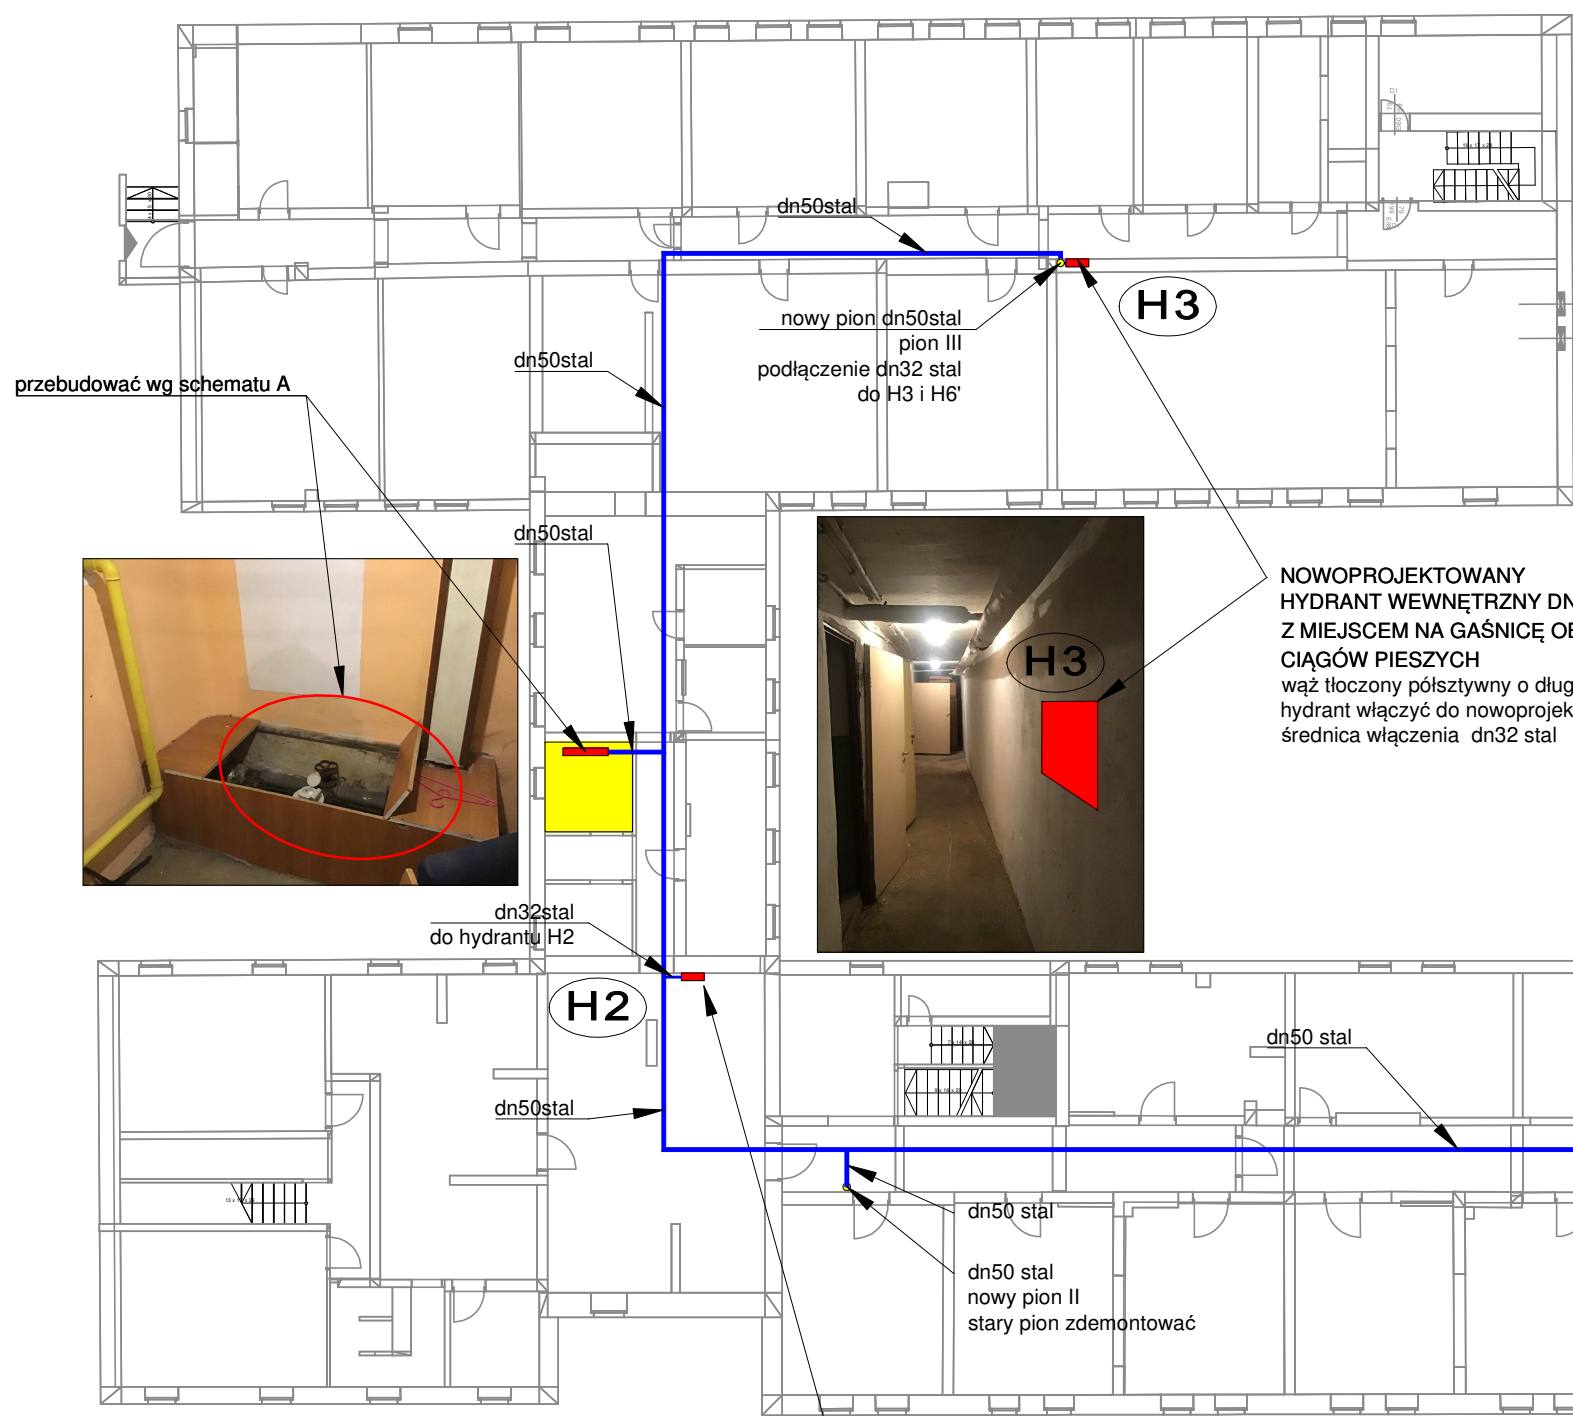 dn50stal
H3
nowy pion dn50stal
pion III
podłączenie dn32 stal
do H3 i H6'
dn50stal
przebudować wg schematu A
dn50stal
NOWOPROJEKTOWANY
HYDRANT WEWNĘTRZNY DN
Z MIEJSCEM NA GAŚNICĘ OB
CIĄGÓW PIESZYCH
wąż tłoczony półsztywny o dług
hydrant włączyć do nowoprojek
średnica włączenia dn32 stal
H3
dn32stal
do hydrantu H2
H2
dn50 stal
dn50stal
dn50 stal
dn50 stal
nowy pion II
stary pion zdemontować